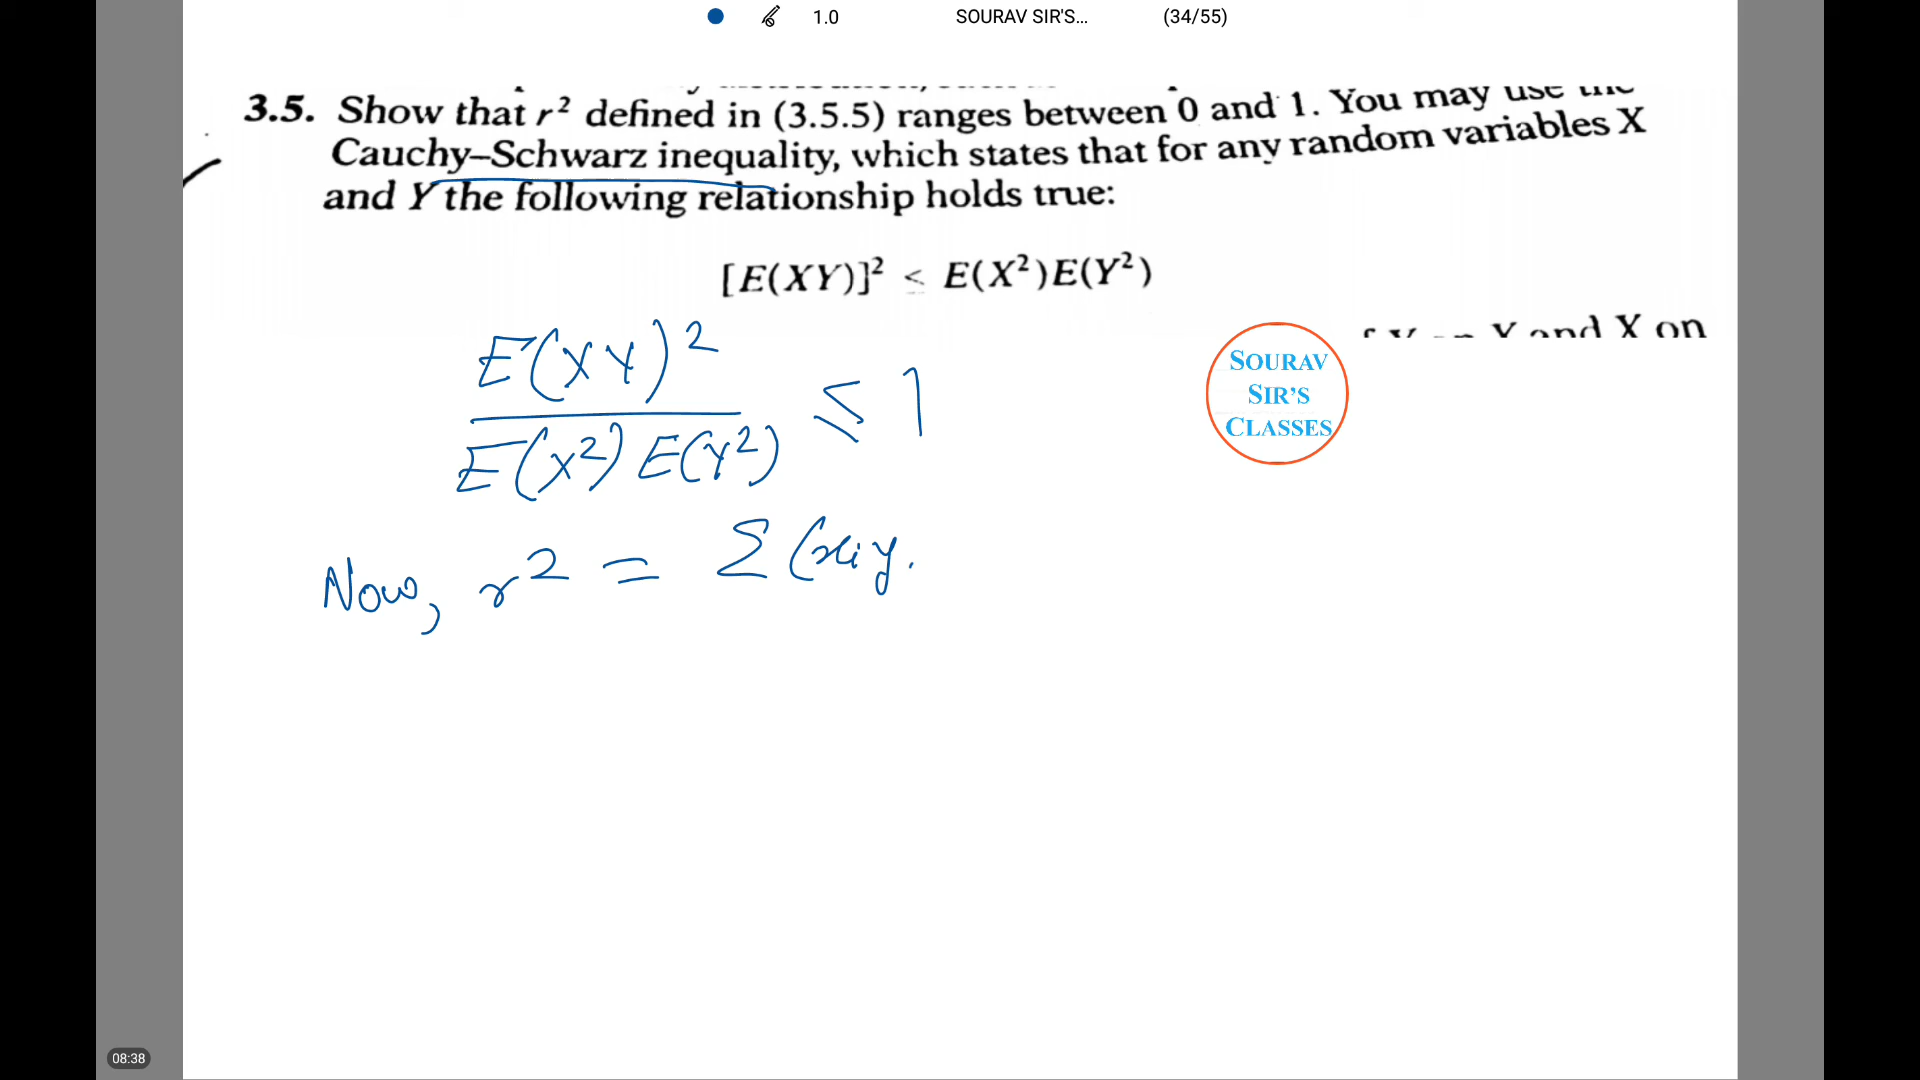 1.0 SOURAV SIR'S... (34/55)
3.5. Show that r² defined in (3.5.5) ranges between 0 and 1. You may use the
Cauchy–Schwarz inequality, which states that for any random variables X
and Y the following relationship holds true:
[E(XY)]² < E(X²)E(Y²)
X and X on
E(XY)² / E(X²) E(Y²) ≤ 1
SOURAV
SIR'S
CLASSES
Now, r² = Σ(xiy.
08:38